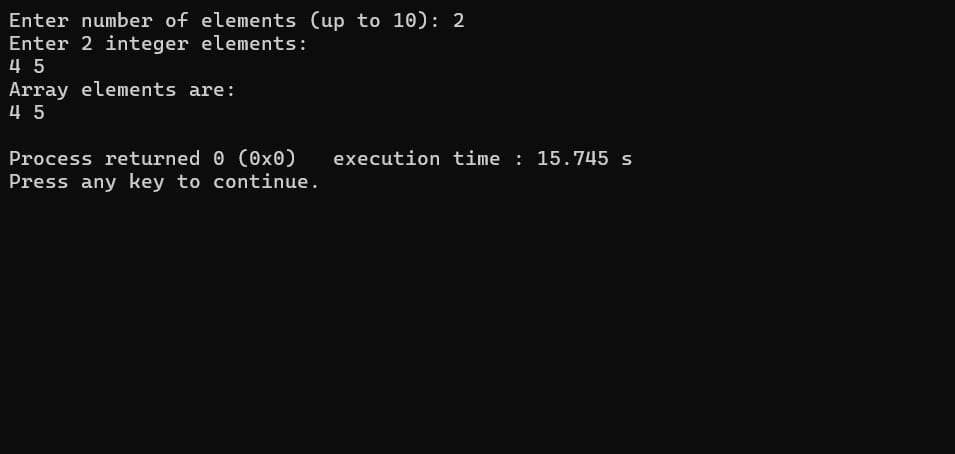 Enter number of elements (up to 10): 2
Enter 2 integer elements:
4 5
Array elements are:
4 5

Process returned 0 (0x0)   execution time : 15.745 s
Press any key to continue.